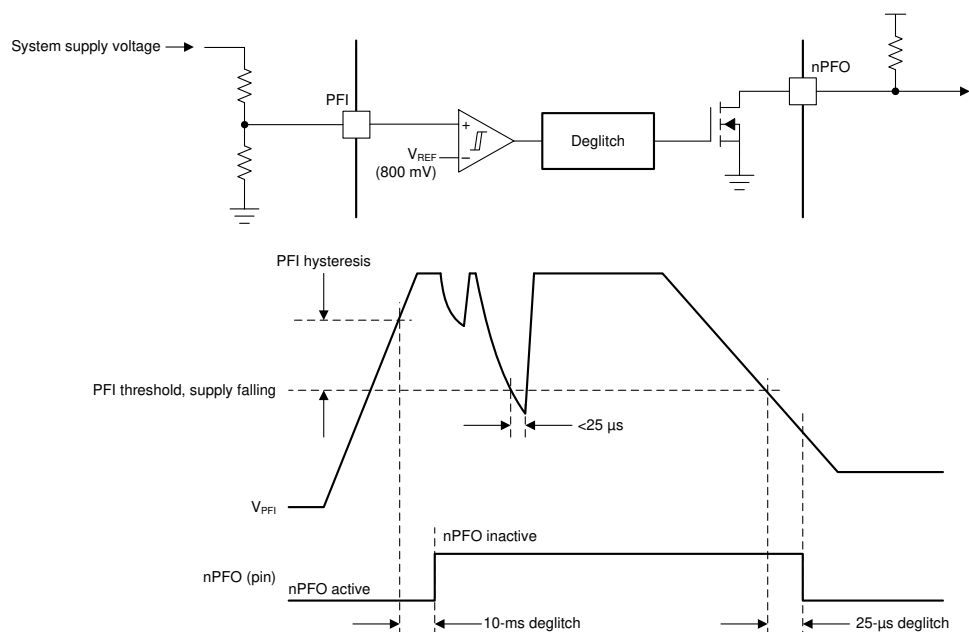 System supply voltage
PFI
nPFO
+
VREF
−
(800 mV)
Deglitch
PFI hysteresis
PFI threshold, supply falling
<25 µs
VPFI
nPFO inactive
nPFO (pin)
nPFO active
10-ms deglitch
25-µs deglitch